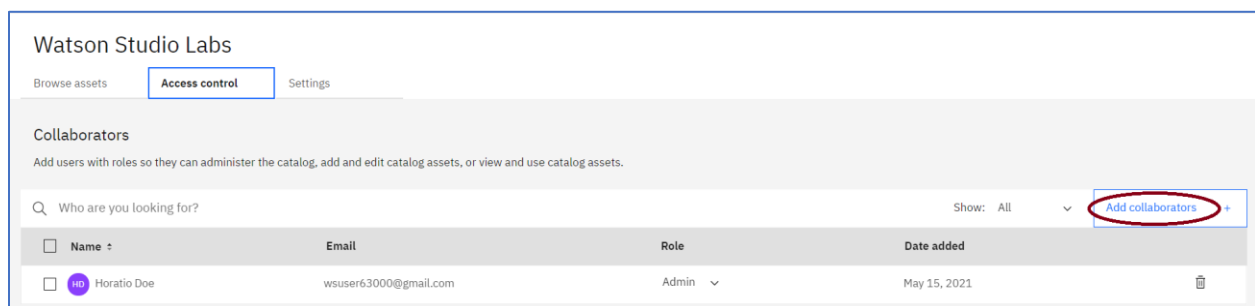 Watson Studio Labs
Browse assets Access control Settings
Collaborators
Add users with roles so they can administer the catalog, add and edit catalog assets, or view and use catalog assets.
Who are you looking for? Show: All Add collaborators +
Name Email Role Date added
HD Horatio Doe wsuser63000@gmail.com Admin May 15, 2021